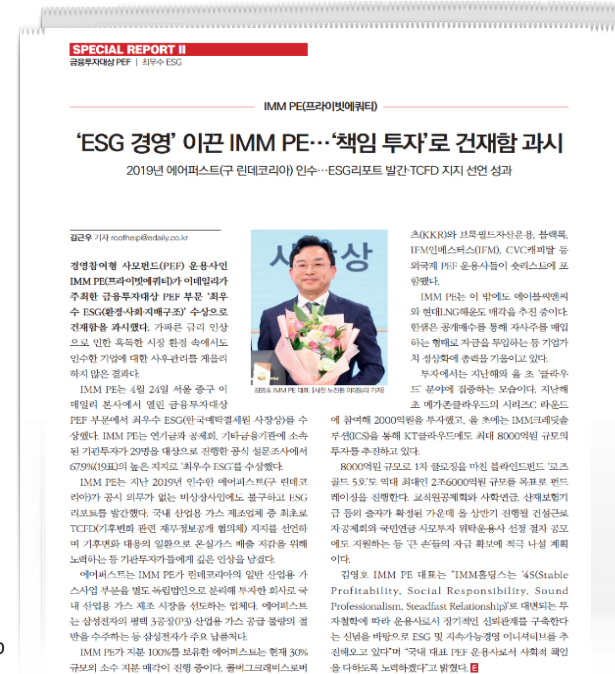 SPECIAL REPORT II
금융투자대상 PEF | 최우수 ESG
IMM PE(프라이빗에쿼티)
‘ESG 경영’ 이끈 IMM PE…‘책임 투자’로 건재함 과시
2019년 에어퍼스트(구 린데코리아) 인수…ESG리포트 발간·TCFD 지지 선언 성과
김근우 기자 roothelp@edaily.co.kr
경영참여형 사모펀드(PEF) 운용사인
IMM PE(프라이빗에쿼티)가 이데일리가
주최한 금융투자대상 PEF 부문 ‘최우
수 ESG(환경·사회·지배구조)’ 수상으로
건재함을 과시했다. 가파른 금리 인상
으로 인한 혹독한 시장 환경 속에서도
인수한 기업에 대한 사후관리를 게을리
하지 않은 결과다.
IMM PE는 4월 24일 서울 중구 이
데일리 본사에서 열린 금융투자대상
PEF 부문에서 최우수 ESG(한국예탁결제원 사장상)를 수
상했다. IMM PE는 연기금과 공제회, 기타금융기관에 소속
된 기관투자가 29명을 대상으로 진행한 공식 설문조사에서
67.9%(19표)의 높은 지지로 ‘최우수 ESG’를 수상했다.
IMM PE는 지난 2019년 인수한 에어퍼스트(구 린데코
리아)가 공시 의무가 없는 비상장사임에도 불구하고 ESG
리포트를 발간했다. 국내 산업용 가스 제조업체 중 최초로
TCFD(기후변화 관련 재무정보공개 협의체) 지지를 선언하
며 기후변화 대응의 일환으로 온실가스 배출 저감을 위해
노력하는 등 기관투자가들에게 깊은 인상을 남겼다.
에어퍼스트는 IMM PE가 린데코리아의 일반 산업용 가
스사업 부문을 별도 독립법인으로 분리해 투자한 회사로 국
내 산업용 가스 제조 시장을 선도하는 업체다. 에어퍼스트
는 삼성전자의 평택 3공장(P3) 산업용 가스 공급 물량의 절
반을 수주하는 등 삼성전자가 주요 납품처다.
IMM PE가 지분 100%를 보유한 에어퍼스트는 현재 30%
규모의 소수 지분 매각이 진행 중이다. 콜버그크래비스로버
사 상
김영호 IMM PE 대표 [사진 노진환 이데일리 기자]
츠(KKR)와 브룩필드자산운용, 블랙록,
IFM인베스터스(IFM), CVC캐피탈 등
외국계 PEF 운용사들이 숏리스트에 포
함됐다.
IMM PE는 이 밖에도 에이블씨엔씨
와 현대LNG해운도 매각을 추진 중이다.
한샘은 공개매수를 통해 자사주를 매입
하는 형태로 자금을 투입하는 등 기업가
치 정상화에 총력을 기울이고 있다.
투자에서는 지난해와 올 초 ‘클라우
드’ 분야에 집중하는 모습이다. 지난해
초 메가존클라우드의 시리즈C 라운드
에 참여해 2000억원을 투자했고, 올 초에는 IMM크레딧솔
루션(ICS)을 통해 KT클라우드에도 최대 8000억원 규모의
투자를 추진하고 있다.
8000억원 규모로 1차 클로징을 마친 블라인드펀드 ‘로즈
골드 5호’도 역대 최대인 2조6000억원 규모를 목표로 펀드
레이징을 진행한다. 교직원공제회와 사학연금, 산재보험기
금 등의 출자가 확정된 가운데 올 상반기 진행될 건설근로
자공제회와 국민연금 사모투자 위탁운용사 선정 절차 공모
에도 지원하는 등 ‘큰 손’들의 자금 확보에 적극 나설 계획
이다.
김영호 IMM PE 대표는 “IMM홀딩스는 ‘4S(Stable
Profitability, Social Responsibility, Sound
Professionalism, Steadfast Relationship)’로 대변되는 투
자철학에 따라 운용사로서 장기적인 신뢰관계를 구축한다
는 신념을 바탕으로 ESG 및 지속가능경영 이니셔티브를 추
진해오고 있다”며 “국내 대표 PEF 운용사로서 사회적 책임
을 다하도록 노력하겠다”고 밝혔다. E